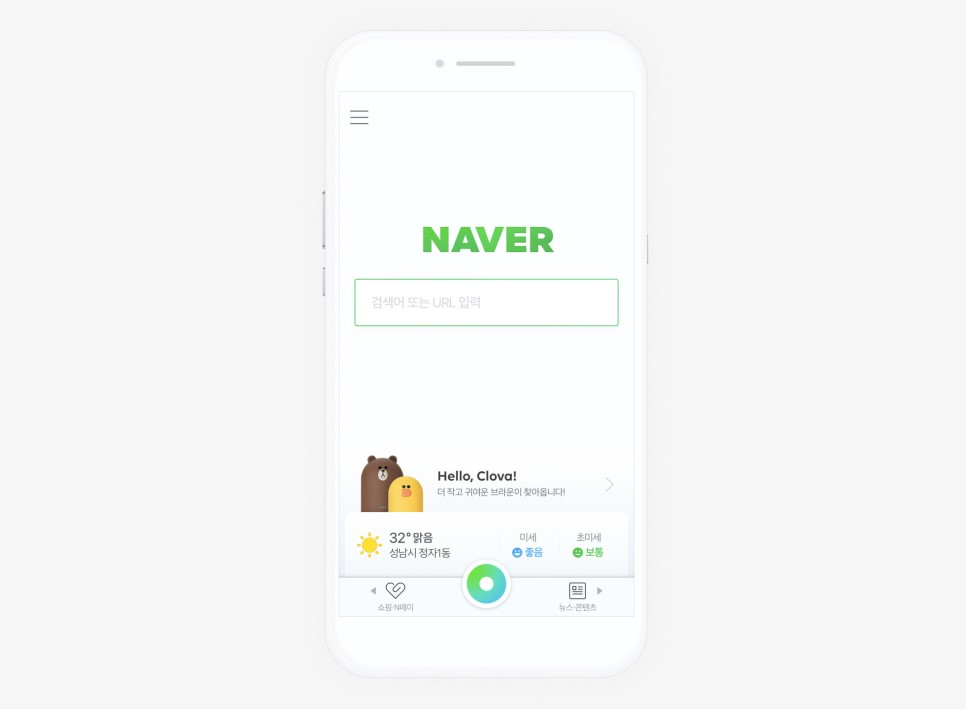 NAVER
검색어 또는 URL 입력
Hello, Clova!
더 작고 귀여운 브라운이 찾아옵니다!
32° 맑음
성남시 정자1동
미세
좋음
초미세
보통
쇼핑·N페이
뉴스·콘텐츠